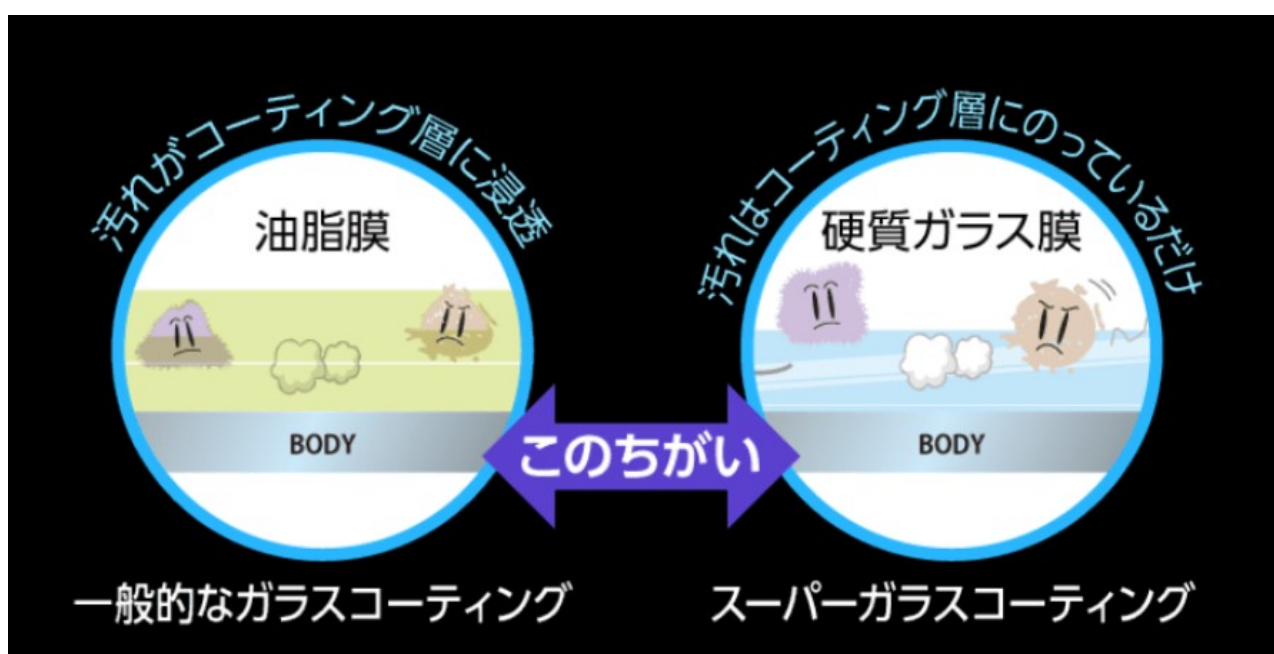 汚れがコーティング層に浸透
油脂膜
BODY
一般的なガラスコーティング
このちがい
汚れはコーティング層にのっているだけ
硬質ガラス膜
BODY
スーパーガラスコーティング